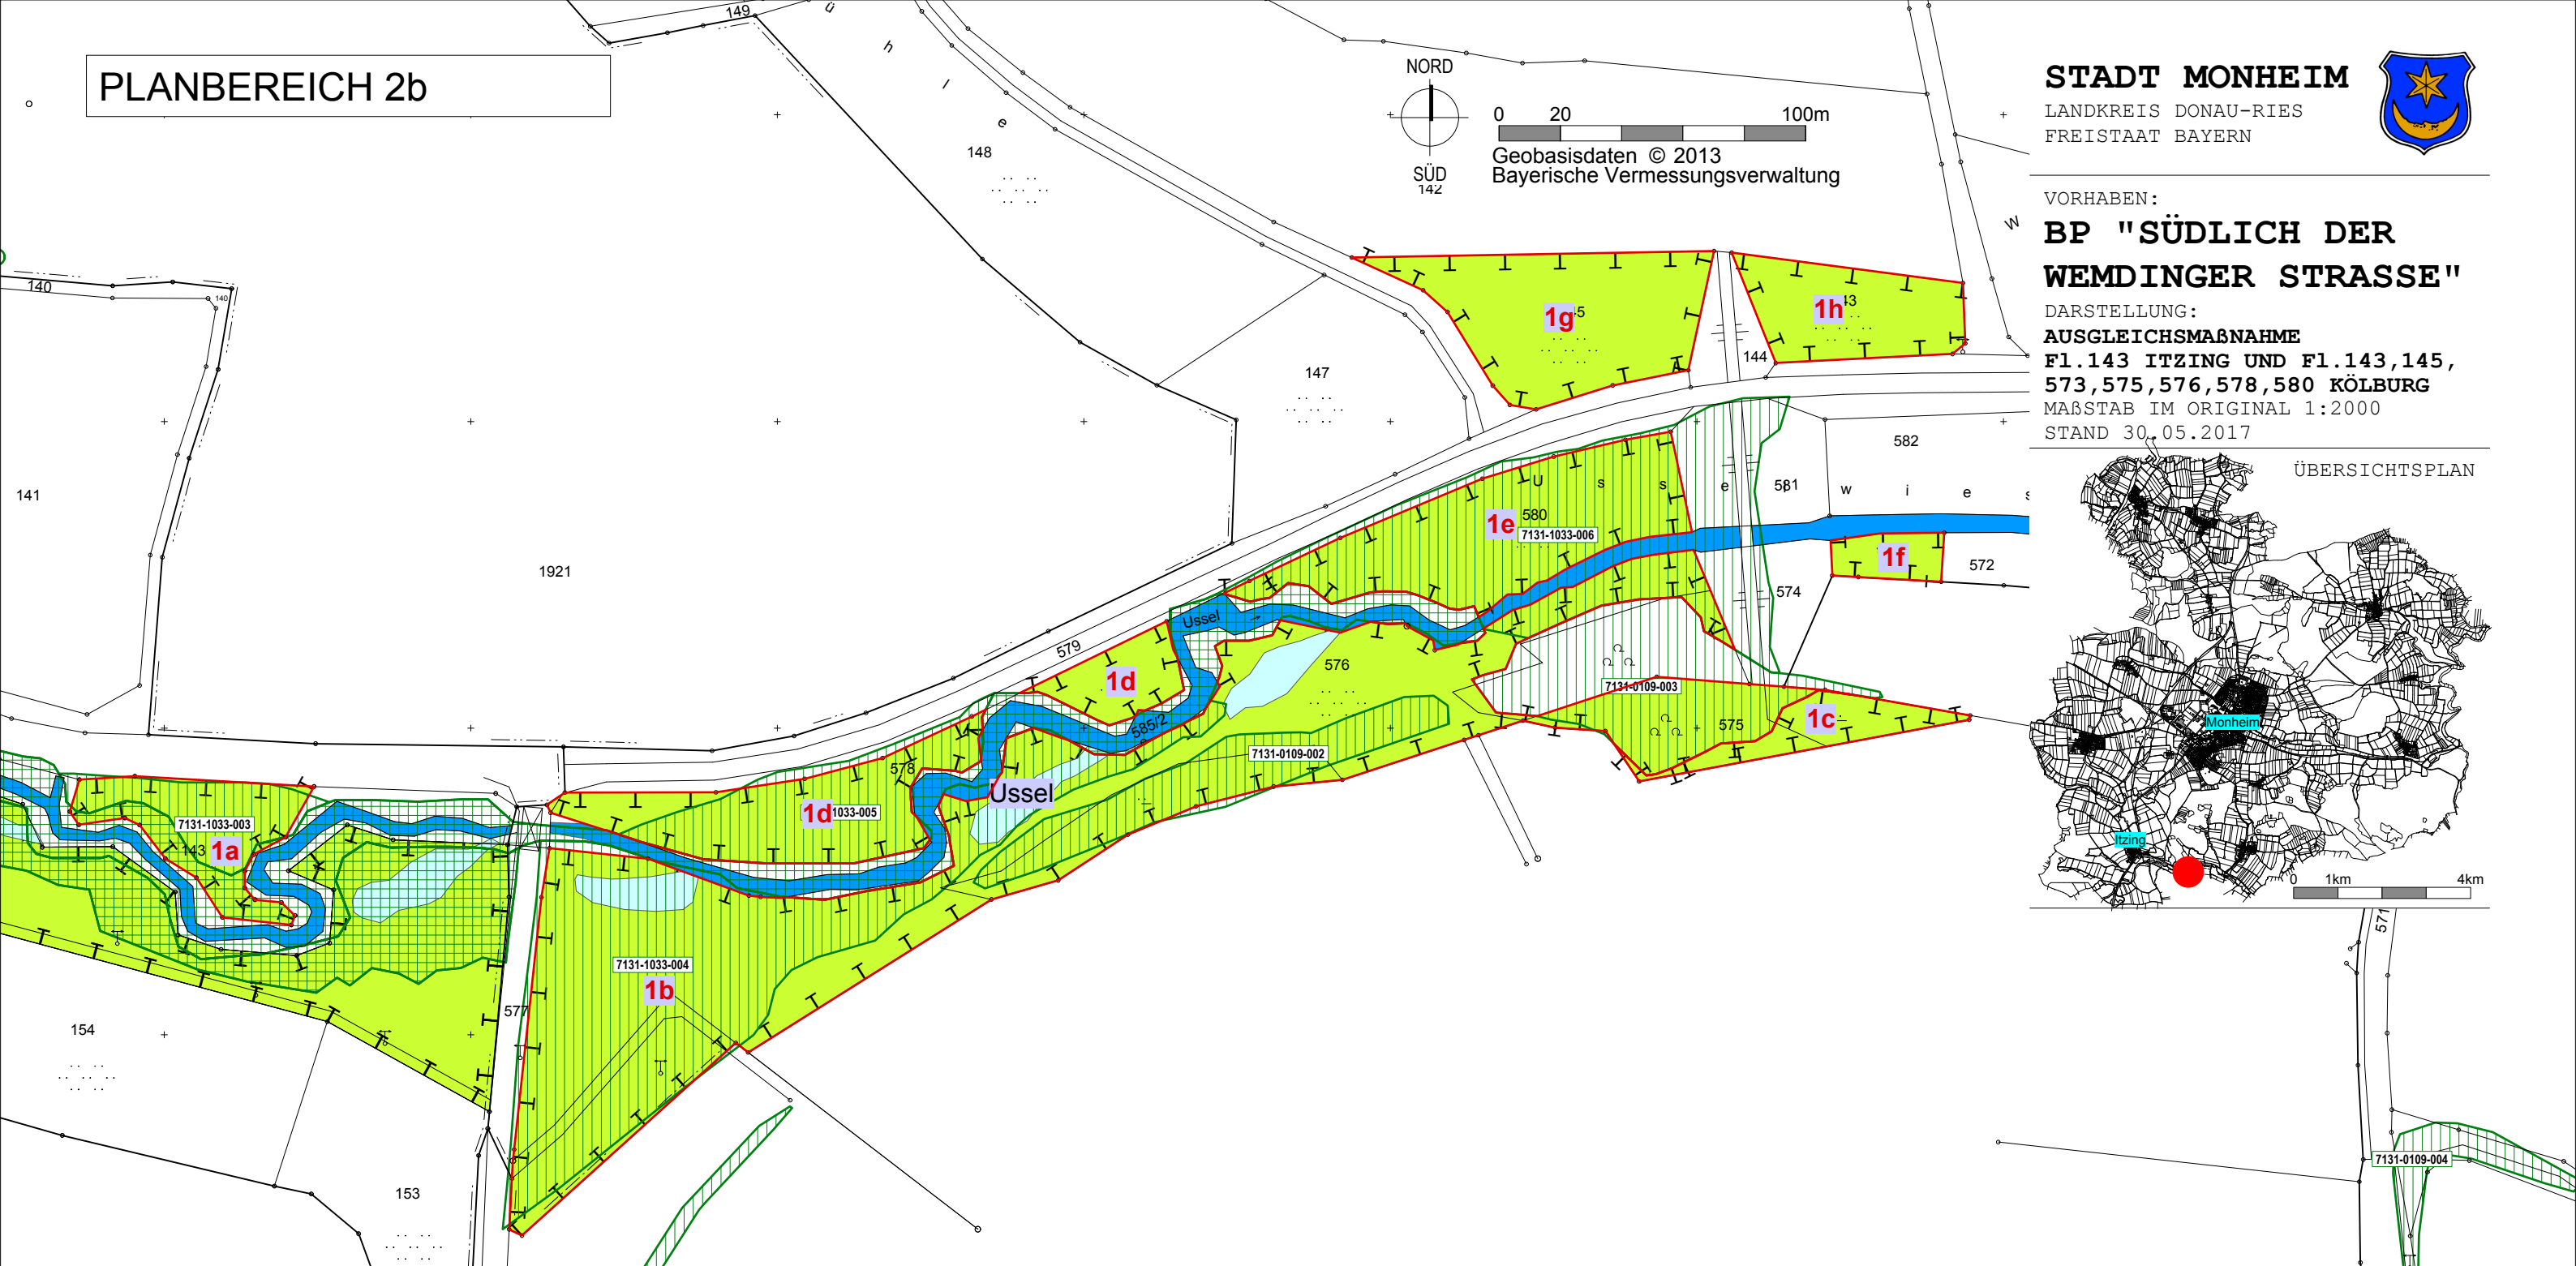 PLANBEREICH 2b
149
ü
h
l
e
148
NORD
SÜD
142
0 20 100m
Geobasisdaten © 2013
Bayerische Vermessungsverwaltung
STADT MONHEIM
LANDKREIS DONAU-RIES
FREISTAAT BAYERN
VORHABEN:
BP "SÜDLICH DER
WEMDINGER STRASSE"
DARSTELLUNG:
AUSGLEICHSMAßNAHME
Fl.143 ITZING UND Fl.143,145,
573,575,576,578,580 KÖLBURG
MAßSTAB IM ORIGINAL 1:2000
STAND 30.05.2017
ÜBERSICHTSPLAN
Monheim
Itzing
0 1km 4km
W
140
140
141
1921
147
1g
1h
144
582
U s s e l w i e s
581
580
1e
7131-1033-006
1f
572
574
Ussel
579
1d
576
585/2
7131-0109-003
575
1c
7131-0109-002
578
Ussel
1d
1033-005
7131-1033-003
143
1a
7131-1033-004
1b
577
154
153
571
7131-0109-004